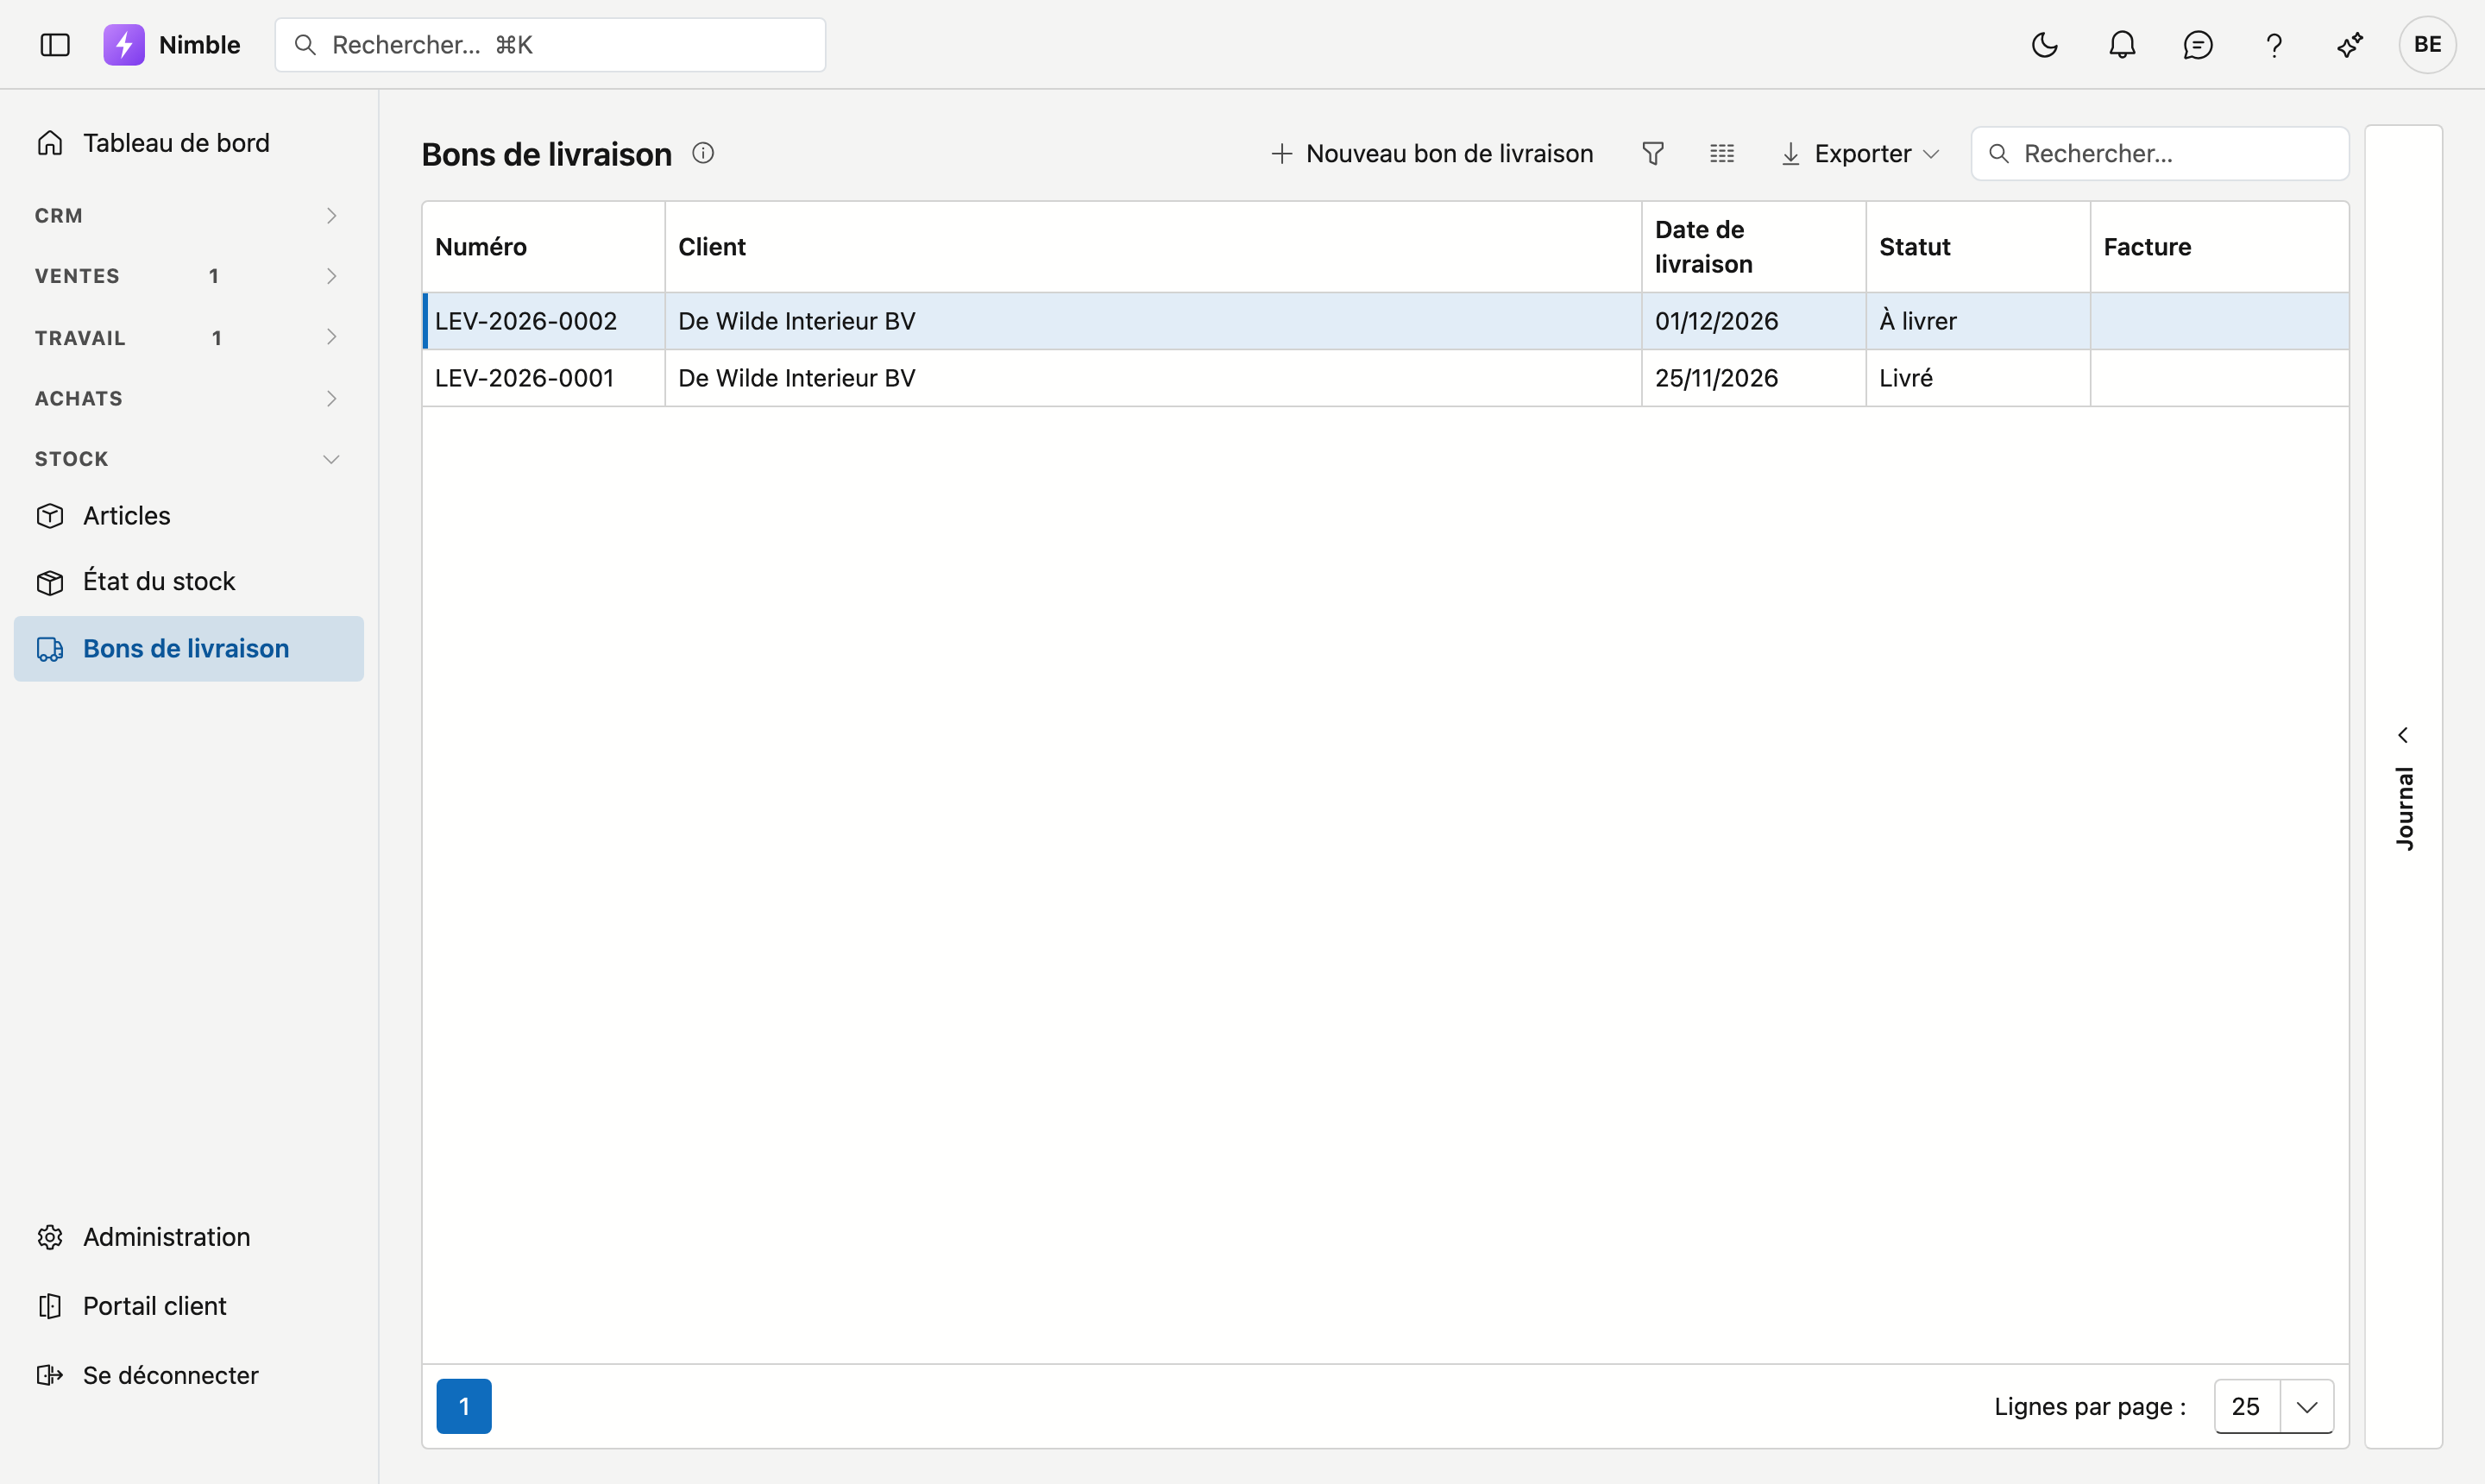 Nimble
Rechercher... ⌘K
BE
Tableau de bord
CRM
VENTES 1
TRAVAIL 1
ACHATS
STOCK
Articles
État du stock
Bons de livraison
Administration
Portail client
Se déconnecter
Bons de livraison
Nouveau bon de livraison
Exporter
Rechercher...
Numéro Client Date de livraison Statut Facture
LEV-2026-0002 De Wilde Interieur BV 01/12/2026 À livrer
LEV-2026-0001 De Wilde Interieur BV 25/11/2026 Livré
1
Lignes par page : 25
Journal